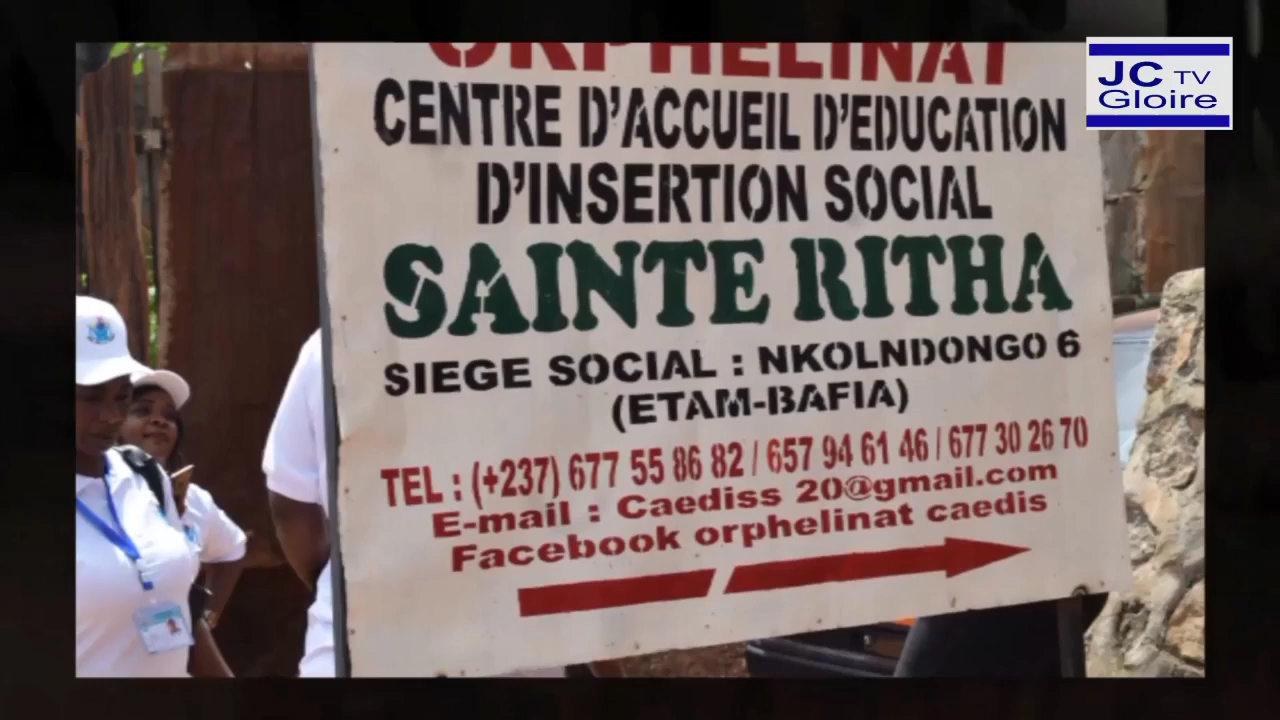 JC TV
Gloire
ORPHELINAT
CENTRE D'ACCUEIL D'EDUCATION
D'INSERTION SOCIAL
SAINTE RITHA
SIEGE SOCIAL : NKOLNDONGO 6
(ETAM-BAFIA)
TEL : (+237) 677 55 86 82 / 657 94 61 46 / 677 30 26 70
E-mail : Caediss 20@gmail.com
Facebook orphelinat caedis